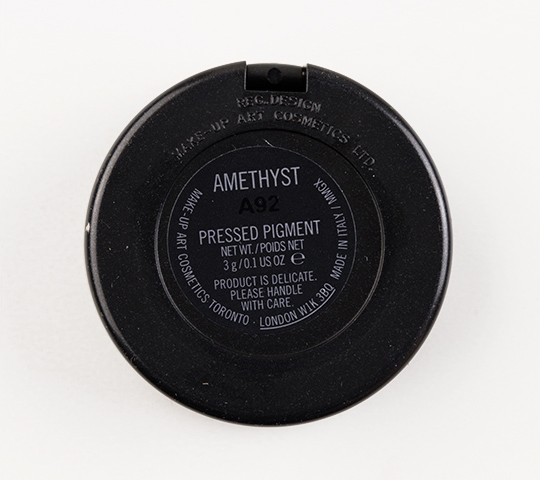 REG.DESIGN
MAKE-UP ART COSMETICS LTD.
AMETHYST
A92
PRESSED PIGMENT
NET WT./POIDS NET
3 g/0.1 US OZ ℮
PRODUCT IS DELICATE.
PLEASE HANDLE
WITH CARE.
MAKE-UP ART COSMETICS TORONTO · LONDON W1K 3BQ MADE IN ITALY/MMGX